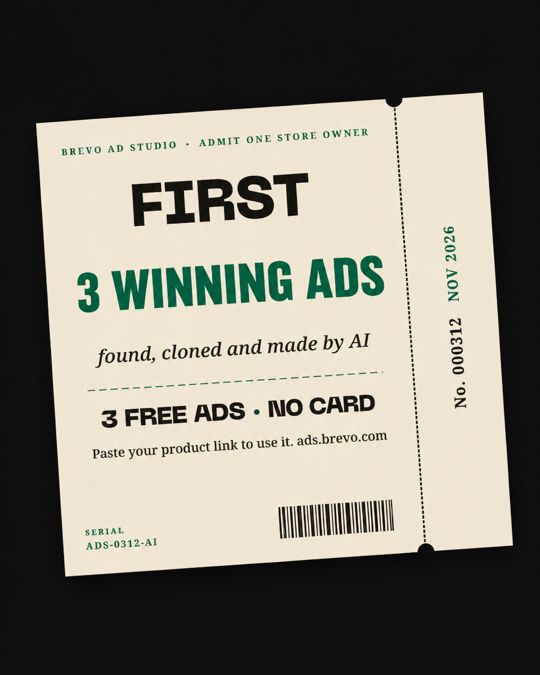 BREVO AD STUDIO · ADMIT ONE STORE OWNER
FIRST
3 WINNING ADS
found, cloned and made by AI
3 FREE ADS · NO CARD
Paste your product link to use it. ads.brevo.com
SERIAL
ADS-0312-AI
No. 000312 NOV 2026